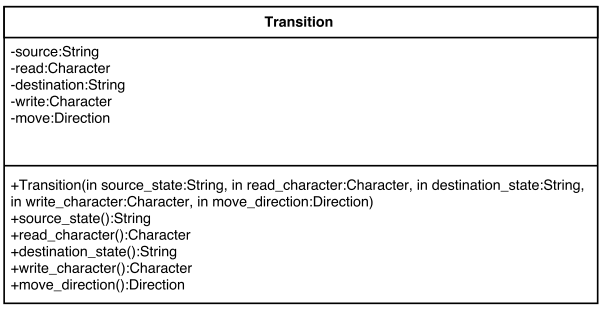 Transition
-source:String
-read:Character
-destination:String
-write:Character
-move:Direction
+Transition(in source_state:String, in read_character:Character, in destination_state:String,
in write_character:Character, in move_direction:Direction)
+source_state():String
+read_character():Character
+destination_state():String
+write_character():Character
+move_direction():Direction